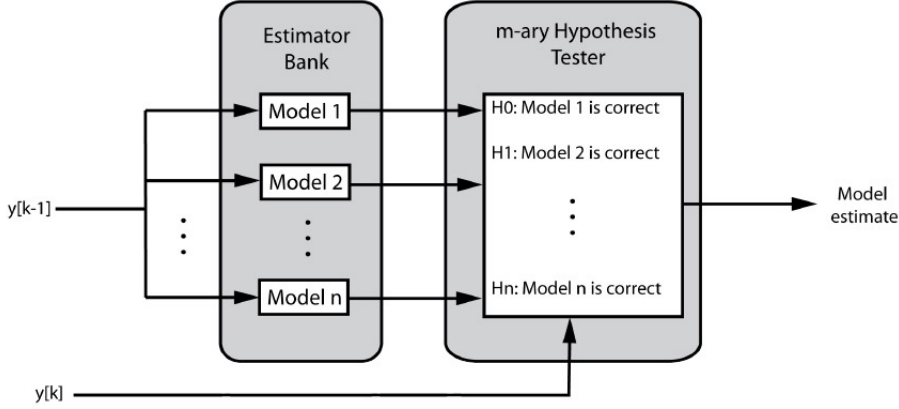 Estimator
Bank
m-ary Hypothesis
Tester
Model 1
H0: Model 1 is correct
Model 2
H1: Model 2 is correct
y[k-1]
Model
estimate
Model n
Hn: Model n is correct
y[k]